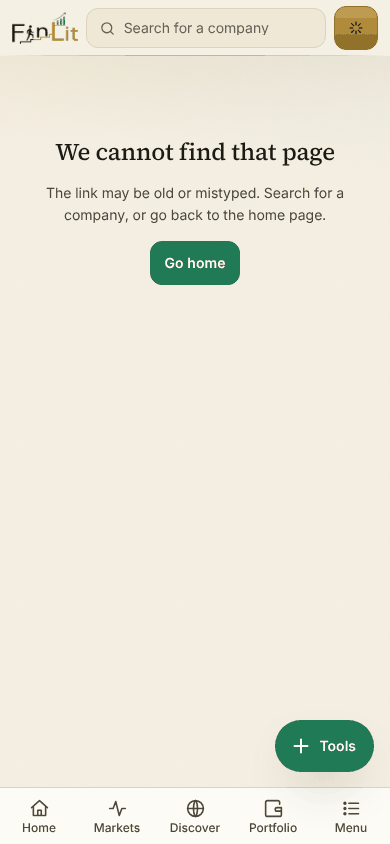 FinLit
Search for a company
We cannot find that page
The link may be old or mistyped. Search for a
company, or go back to the home page.
Go home
Tools
Home
Markets
Discover
Portfolio
Menu